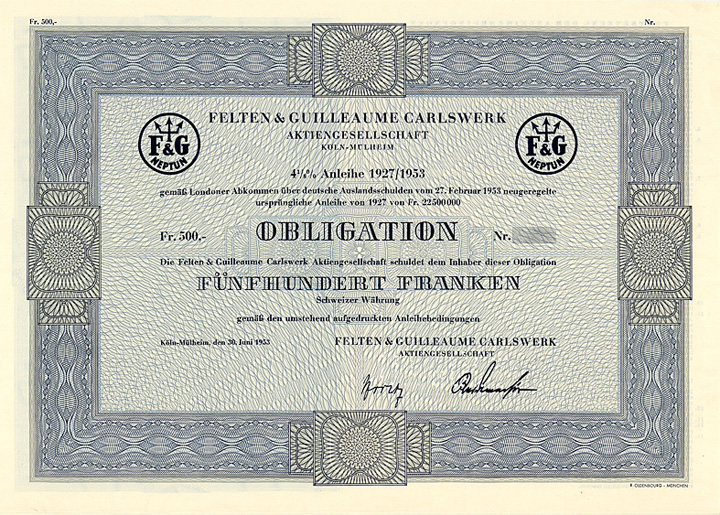 Fr. 500,- Nr.
FELTEN & GUILLEAUME CARLSWERK
AKTIENGESELLSCHAFT
KÖLN-MÜLHEIM
F&G
NEPTUN
F&G
NEPTUN
4½% Anleihe 1927/1953
gemäß Londoner Abkommen über deutsche Auslandsschulden vom 27. Februar 1953 neugeregelte
ursprüngliche Anleihe von 1927 von Fr. 22500000
Fr. 500,- OBLIGATION Nr.
Die Felten & Guilleaume Carlswerk Aktiengesellschaft schuldet dem Inhaber dieser Obligation
FÜNFHUNDERT FRANKEN
Schweizer Währung
gemäß den umstehend aufgedruckten Anleihebedingungen
Köln-Mülheim, den 30. Juni 1953 FELTEN & GUILLEAUME CARLSWERK
AKTIENGESELLSCHAFT
R OLDENBOURG · MÜNCHEN